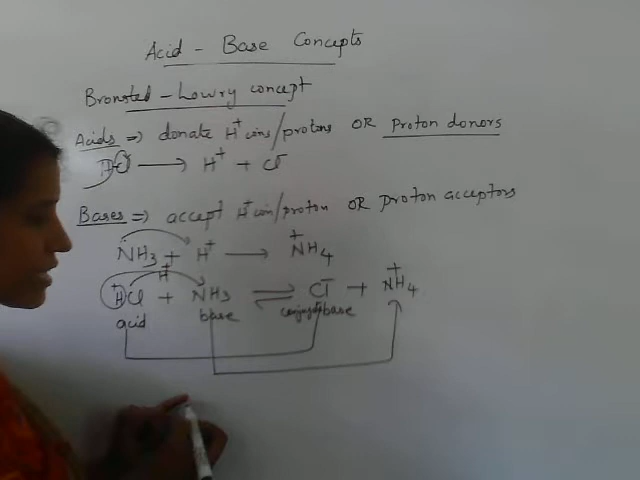 Acid - Base Concepts
Bronsted - Lowry concept
Acids => donate H+ ions/protons OR Proton donors
HCl → H+ + Cl-
Bases => accept H+ ion/proton OR Proton acceptors
NH3 + H+ → +NH4
H+
HCl + NH3 ⇌ Cl- + +NH4
acid base conjugate base